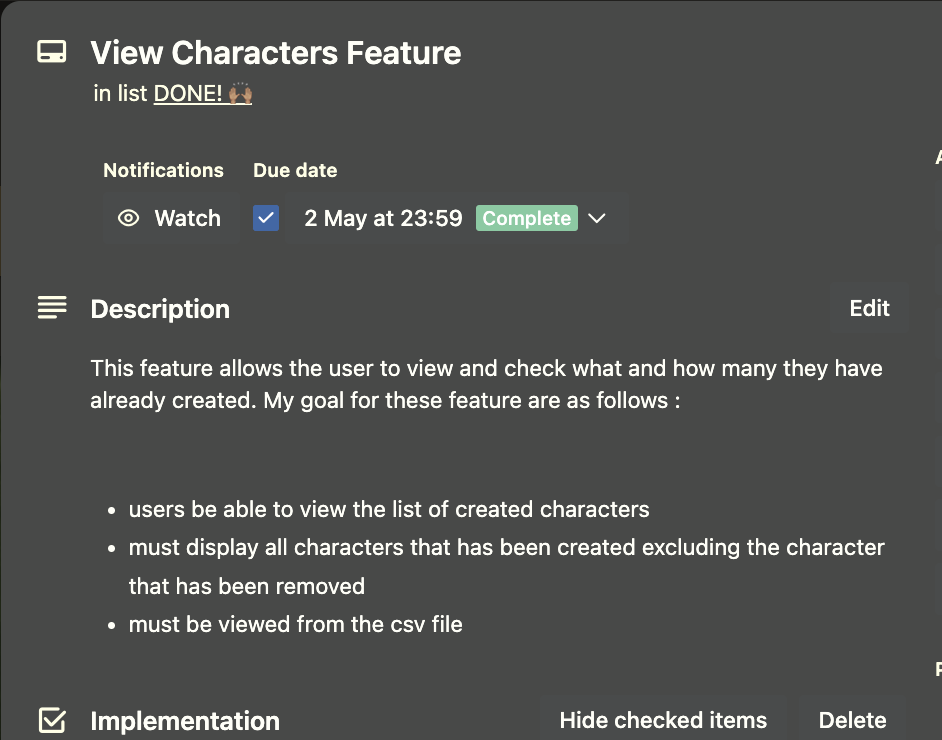 View Characters Feature
in list DONE! 🙌🏽
Notifications Due date
Watch 2 May at 23:59 Complete
Description Edit
This feature allows the user to view and check what and how many they have
already created. My goal for these feature are as follows :
• users be able to view the list of created characters
• must display all characters that has been created excluding the character
that has been removed
• must be viewed from the csv file
Implementation Hide checked items Delete